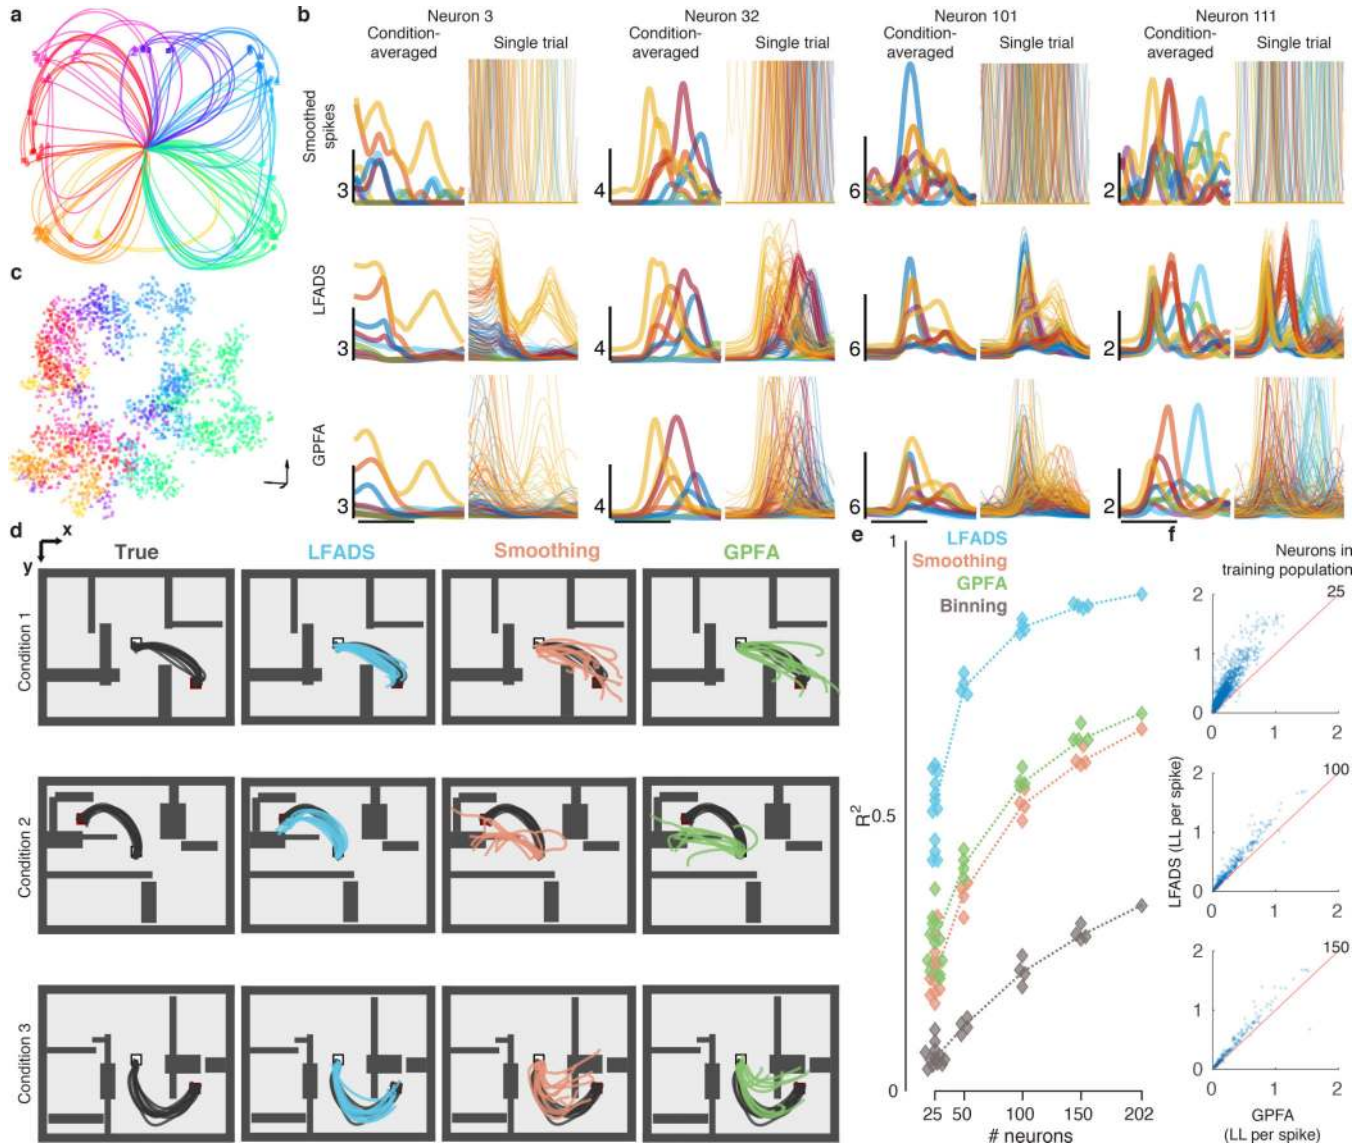 a
b
Neuron 3
Neuron 32
Neuron 101
Neuron 111
Condition-
averaged
Single trial
Condition-
averaged
Single trial
Condition-
averaged
Single trial
Condition-
averaged
Single trial
Smoothed
spikes
3
4
6
2
LFADS
3
4
6
2
GPFA
3
4
6
2
c
d
x
y
True
LFADS
Smoothing
GPFA
Condition 1
Condition 2
Condition 3
e
1
LFADS
Smoothing
GPFA
Binning
R²
0.5
0
25
50
100
150
202
# neurons
f
Neurons in
training population
25
2
1
0
0
1
2
100
2
1
0
0
1
2
150
2
1
0
0
1
2
LFADS (LL per spike)
GPFA
(LL per spike)